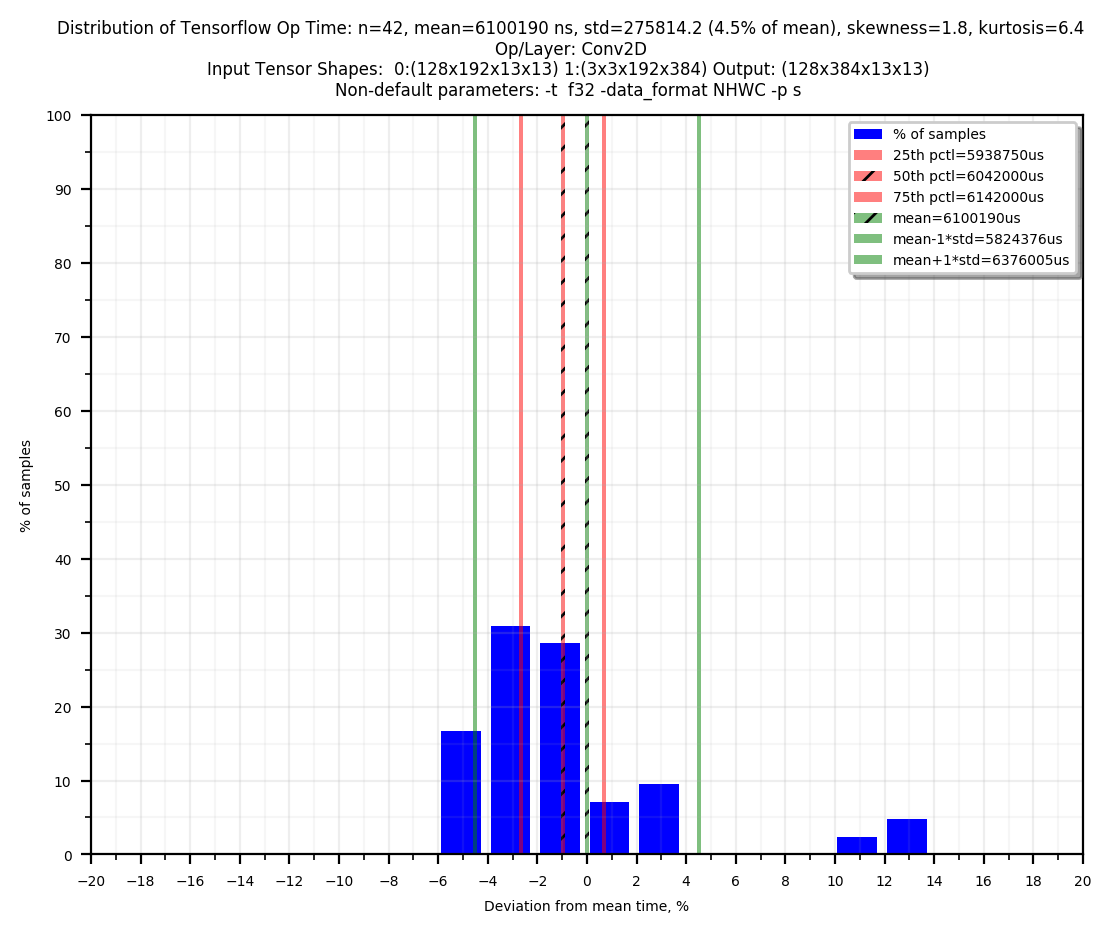 Distribution of Tensorflow Op Time: n=42, mean=6100190 ns, std=275814.2 (4.5% of mean), skewness=1.8, kurtosis=6.4
Op/Layer: Conv2D
Input Tensor Shapes:  0:(128x192x13x13) 1:(3x3x192x384) Output: (128x384x13x13)
Non-default parameters: -t  f32 -data_format NHWC -p s
% of samples
25th pctl=5938750us
50th pctl=6042000us
75th pctl=6142000us
mean=6100190us
mean-1*std=5824376us
mean+1*std=6376005us
100
90
80
70
60
50
40
30
20
10
0
% of samples
−20 −18 −16 −14 −12 −10 −8 −6 −4 −2 0 2 4 6 8 10 12 14 16 18 20
Deviation from mean time, %